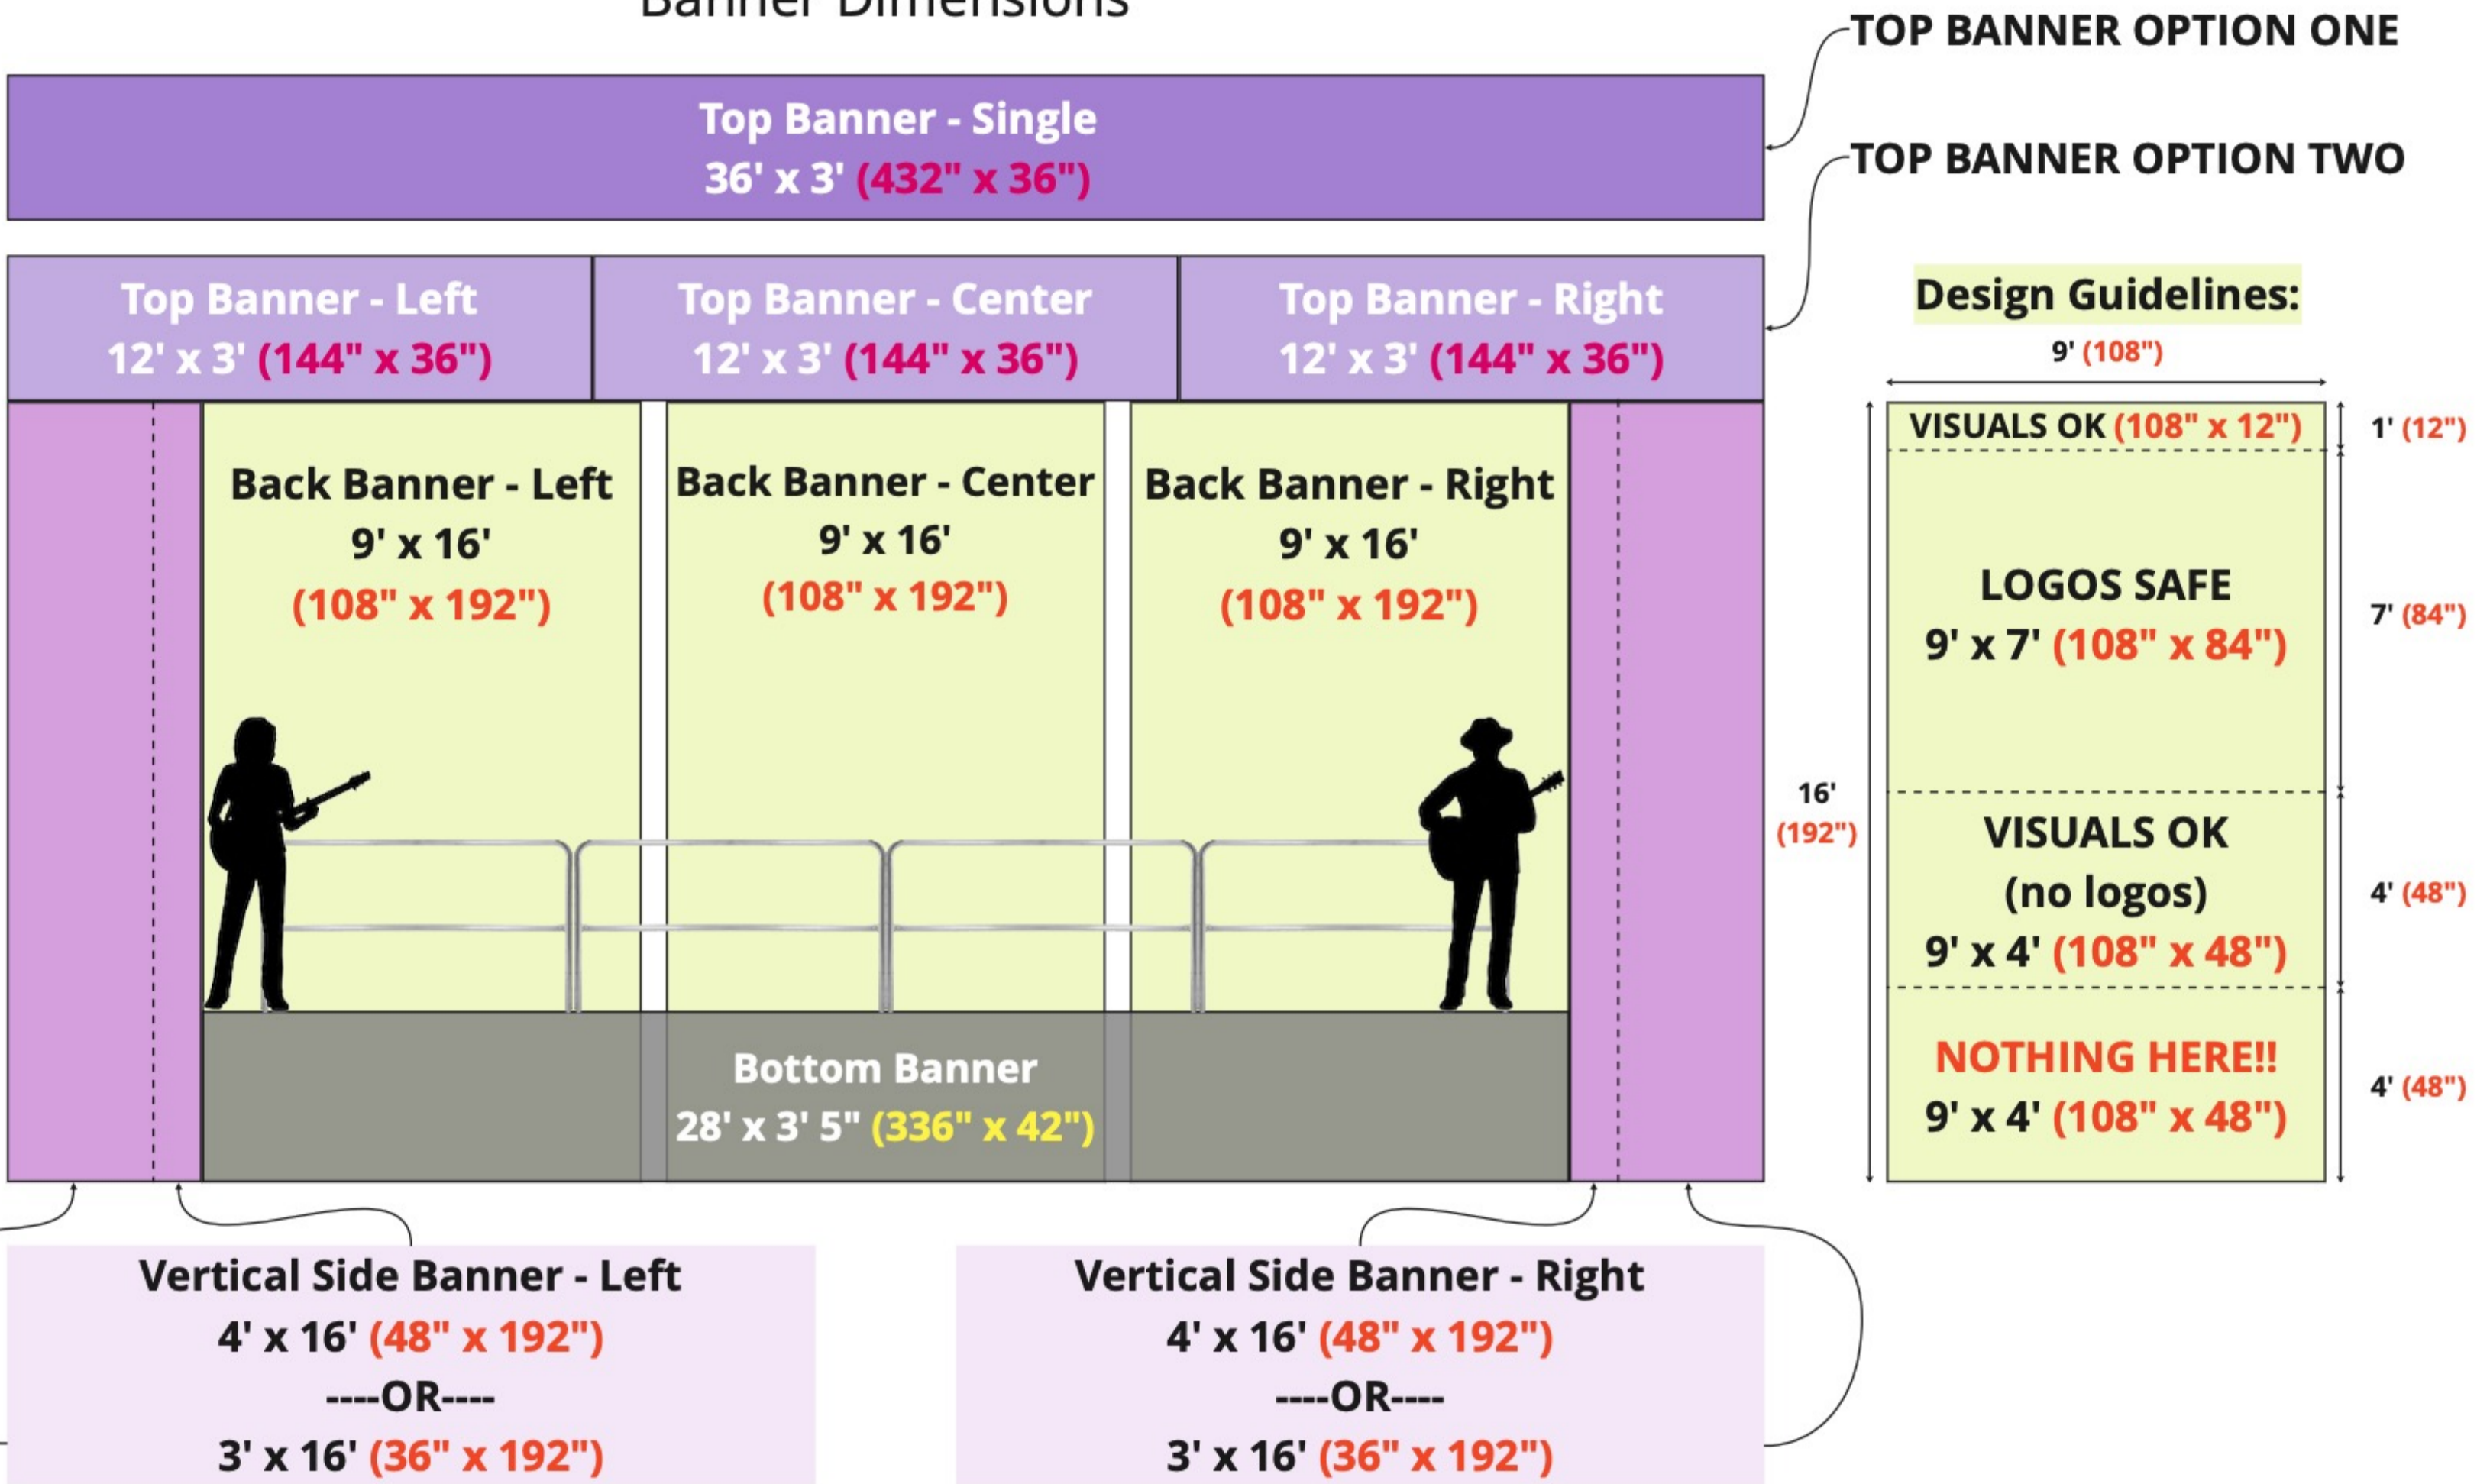 Banner Dimensions
TOP BANNER OPTION ONE
Top Banner - Single
36' x 3' (432" x 36")
TOP BANNER OPTION TWO
Top Banner - Left
12' x 3' (144" x 36")
Top Banner - Center
12' x 3' (144" x 36")
Top Banner - Right
12' x 3' (144" x 36")
Back Banner - Left
9' x 16'
(108" x 192")
Back Banner - Center
9' x 16'
(108" x 192")
Back Banner - Right
9' x 16'
(108" x 192")
Bottom Banner
28' x 3' 5" (336" x 42")
Design Guidelines:
9' (108")
16'
(192")
VISUALS OK (108" x 12")
1' (12")
LOGOS SAFE
9' x 7' (108" x 84")
7' (84")
VISUALS OK
(no logos)
9' x 4' (108" x 48")
4' (48")
NOTHING HERE!!
9' x 4' (108" x 48")
4' (48")
Vertical Side Banner - Left
4' x 16' (48" x 192")
----OR----
3' x 16' (36" x 192")
Vertical Side Banner - Right
4' x 16' (48" x 192")
----OR----
3' x 16' (36" x 192")